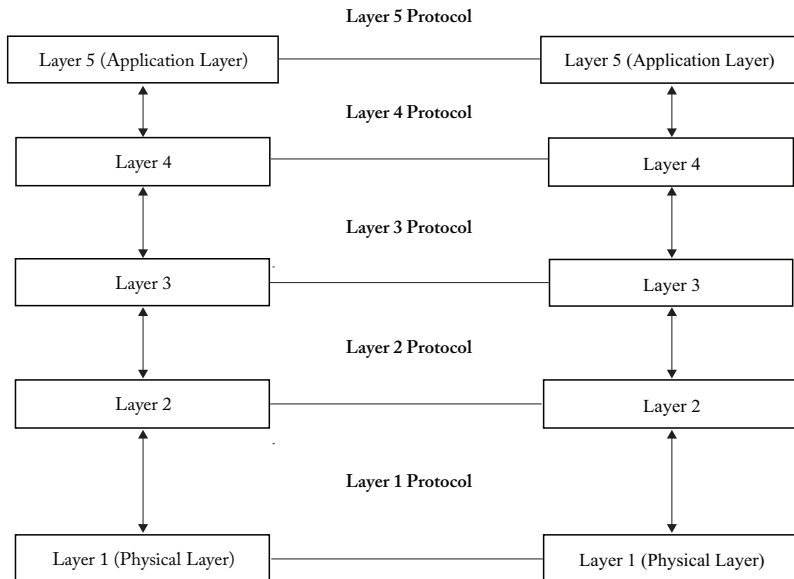 Layer 5 Protocol
Layer 5 (Application Layer)
Layer 5 (Application Layer)
Layer 4 Protocol
Layer 4
Layer 4
Layer 3 Protocol
Layer 3
Layer 3
Layer 2 Protocol
Layer 2
Layer 2
Layer 1 Protocol
Layer 1 (Physical Layer)
Layer 1 (Physical Layer)